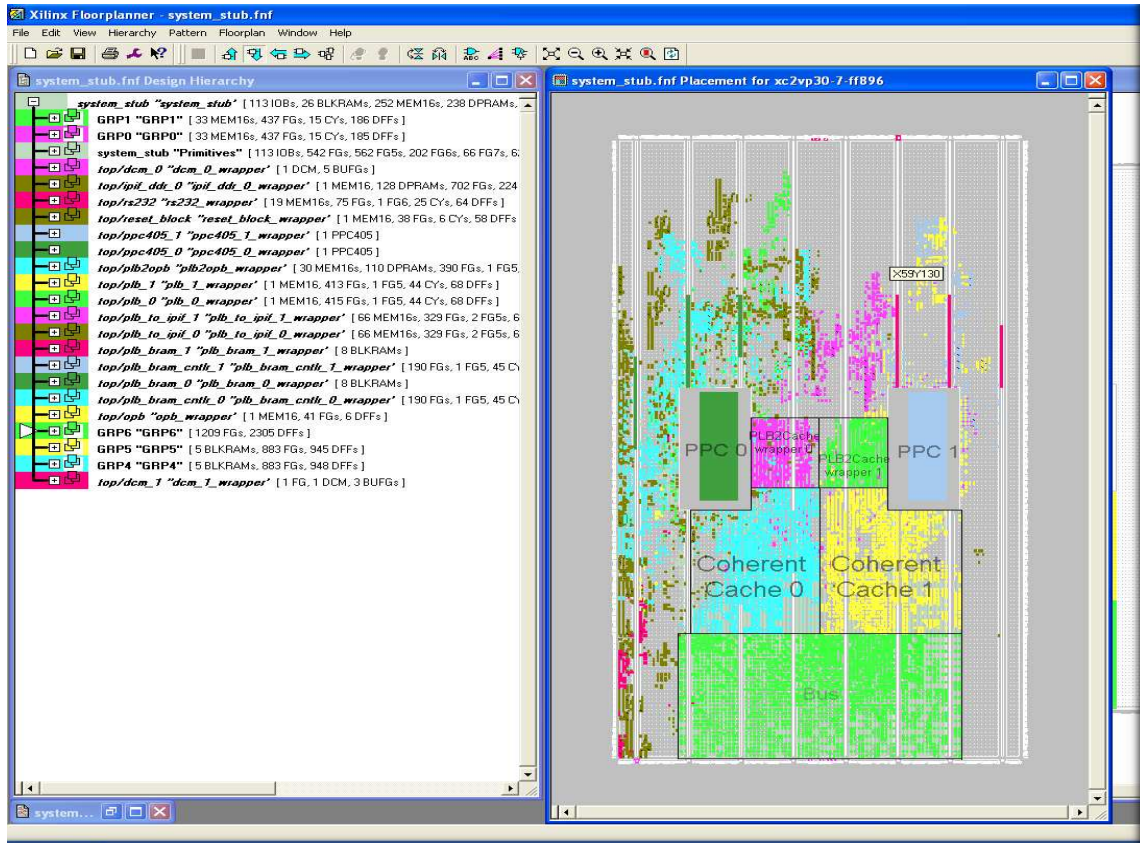 Xilinx Floorplanner - system_stub.fnf
File Edit View Hierarchy Pattern Floorplan Window Help
system_stub.fnf Design Hierarchy
system_stub "system_stub" [ 113 IOBs, 26 BLKRAMs, 252 MEM16s, 238 DPRAMs,
GRP1 "GRP1" [ 33 MEM16s, 437 FGs, 15 CYs, 186 DFFs ]
GRP0 "GRP0" [ 33 MEM16s, 437 FGs, 15 CYs, 185 DFFs ]
system_stub "Primitives" [ 113 IOBs, 542 FGs, 562 FG5s, 202 FG6s, 66 FG7s, 6
top/dcm_0 "dcm_0_wrapper" [ 1 DCM, 5 BUFGs ]
top/ipif_ddr_0 "ipif_ddr_0_wrapper" [ 1 MEM16, 128 DPRAMs, 702 FGs, 224
top/rs232 "rs232_wrapper" [ 19 MEM16s, 75 FGs, 1 FG6, 25 CYs, 64 DFFs ]
top/reset_block "reset_block_wrapper" [ 1 MEM16, 38 FGs, 6 CYs, 58 DFFs
top/ppc405_1 "ppc405_1_wrapper" [ 1 PPC405 ]
top/ppc405_0 "ppc405_0_wrapper" [ 1 PPC405 ]
top/plb2opb "plb2opb_wrapper" [ 30 MEM16s, 110 DPRAMs, 390 FGs, 1 FG5,
top/plb_1 "plb_1_wrapper" [ 1 MEM16, 413 FGs, 1 FG5, 44 CYs, 68 DFFs ]
top/plb_0 "plb_0_wrapper" [ 1 MEM16, 415 FGs, 1 FG5, 44 CYs, 68 DFFs ]
top/plb_to_ipif_1 "plb_to_ipif_1_wrapper" [ 66 MEM16s, 329 FGs, 2 FG5s, 6
top/plb_to_ipif_0 "plb_to_ipif_0_wrapper" [ 66 MEM16s, 329 FGs, 2 FG5s, 6
top/plb_bram_1 "plb_bram_1_wrapper" [ 8 BLKRAMs ]
top/plb_bram_cntlr_1 "plb_bram_cntlr_1_wrapper" [ 190 FGs, 1 FG5, 45 CY
top/plb_bram_0 "plb_bram_0_wrapper" [ 8 BLKRAMs ]
top/plb_bram_cntlr_0 "plb_bram_cntlr_0_wrapper" [ 190 FGs, 1 FG5, 45 CY
top/opb "opb_wrapper" [ 1 MEM16, 41 FGs, 6 DFFs ]
GRP6 "GRP6" [ 1209 FGs, 2305 DFFs ]
GRP5 "GRP5" [ 5 BLKRAMs, 883 FGs, 945 DFFs ]
GRP4 "GRP4" [ 5 BLKRAMs, 883 FGs, 948 DFFs ]
top/dcm_1 "dcm_1_wrapper" [ 1 FG, 1 DCM, 3 BUFGs ]
system...
system_stub.fnf Placement for xc2vp30-7-ff896
X59Y130
PPC 0
PLB2Cache
wrapper 0
PLB2Cache
wrapper 1
PPC 1
Coherent
Cache 0
Coherent
Cache 1
Bus